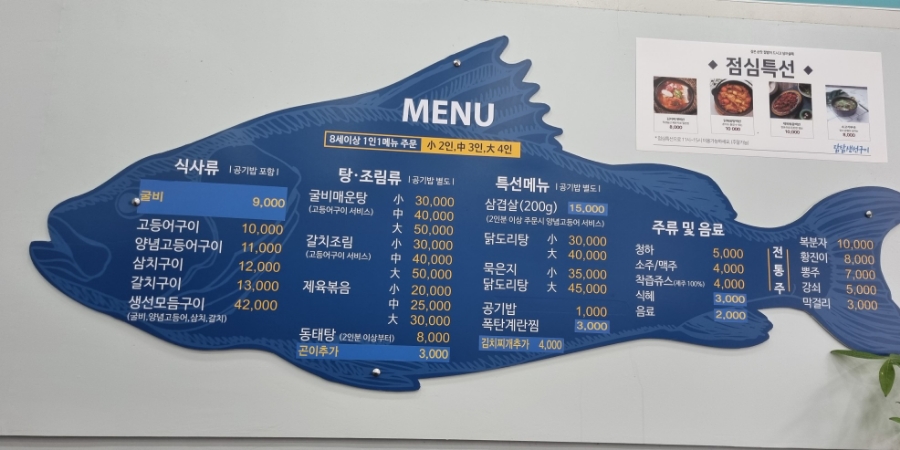 MENU
8세이상 1인1메뉴 주문 小 2인, 中 3인, 大 4인
식사류 | 공기밥 포함 |
굴비 9,000
고등어구이 10,000
양념고등어구이 11,000
삼치구이 12,000
갈치구이 13,000
생선모듬구이 42,000
(굴비,양념고등어,삼치,갈치)
탕·조림류 | 공기밥 별도 |
굴비매운탕 小 30,000
(고등어구이 서비스) 中 40,000
大 50,000
갈치조림 小 30,000
(고등어구이 서비스) 中 40,000
大 50,000
제육볶음 小 20,000
中 25,000
大 30,000
동태탕 (2인분 이상부터) 8,000
곤이추가 3,000
특선메뉴 | 공기밥 별도 |
삼겹살(200g) 15,000
(2인분 이상 주문시 양념고등어 서비스)
닭도리탕 小 30,000
大 40,000
묵은지 小 35,000
닭도리탕 大 45,000
공기밥 1,000
폭탄계란찜 3,000
김치찌개추가 4,000
주류 및 음료
청하 5,000
소주/맥주 4,000
착즙쥬스(제주 100%) 4,000
식혜 3,000
음료 2,000
전통주
복분자 10,000
황진이 8,000
뽕주 7,000
강쇠 5,000
막걸리 3,000
◆ 점심특선 ◆
8,000
10,000